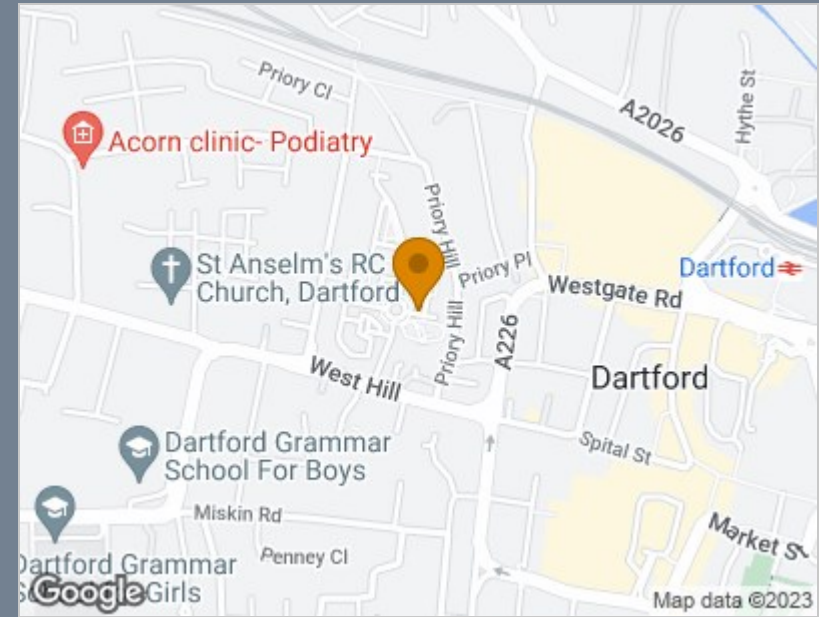 Priory Cl
A2026
Hythe St
Acorn clinic- Podiatry
Priory Hill
St Anselm's RC
Church, Dartford
Priory Pl
Dartford
Westgate Rd
Priory Hill
A226
West Hill
Dartford
Dartford Grammar
School For Boys
Spital St
Miskin Rd
Market S
Penney Cl
Dartford Grammar
Girls
Google
Map data ©2023